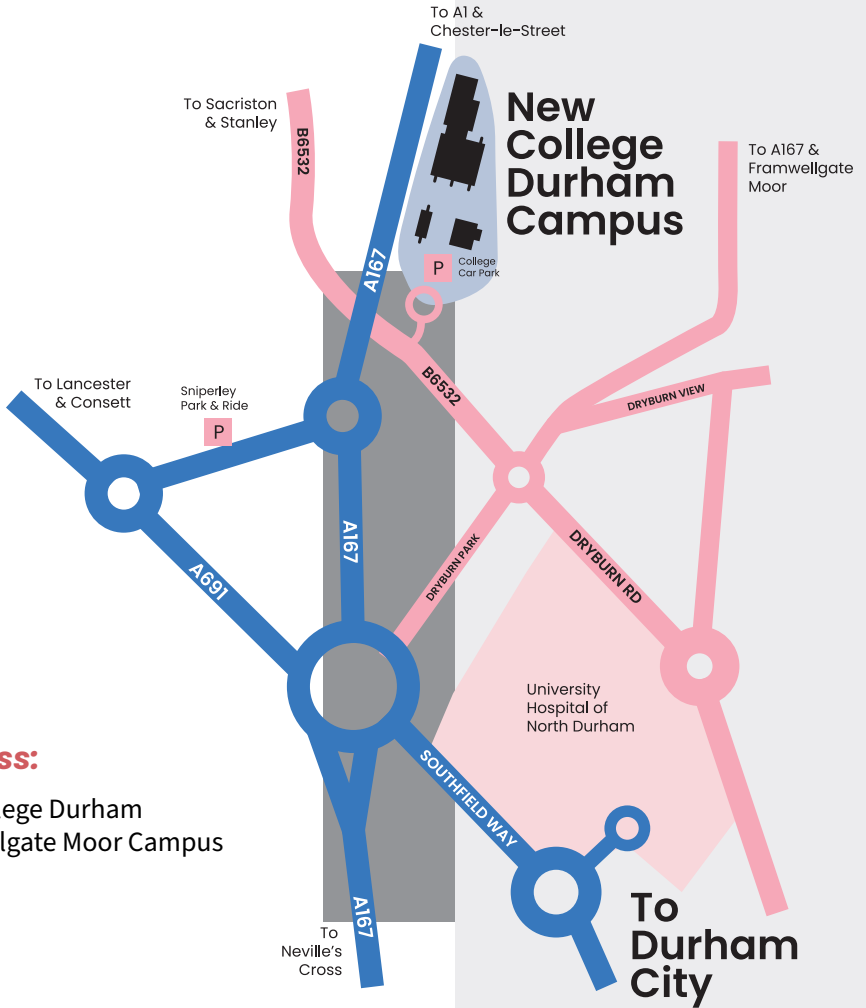 To A1 &
Chester-le-Street
To Sacriston
& Stanley
B6532
New
College
Durham
Campus
To A167 &
Framwellgate
Moor
A167
P
College
Car Park
B6532
To Lancester
& Consett
Sniperley
Park & Ride
P
DRYBURN VIEW
A167
DRYBURN PARK
DRYBURN RD
A691
University
Hospital of
North Durham
ss:
SOUTHFIELD WAY
lege Durham
lgate Moor Campus
A167
To
Neville's
Cross
To
Durham
City